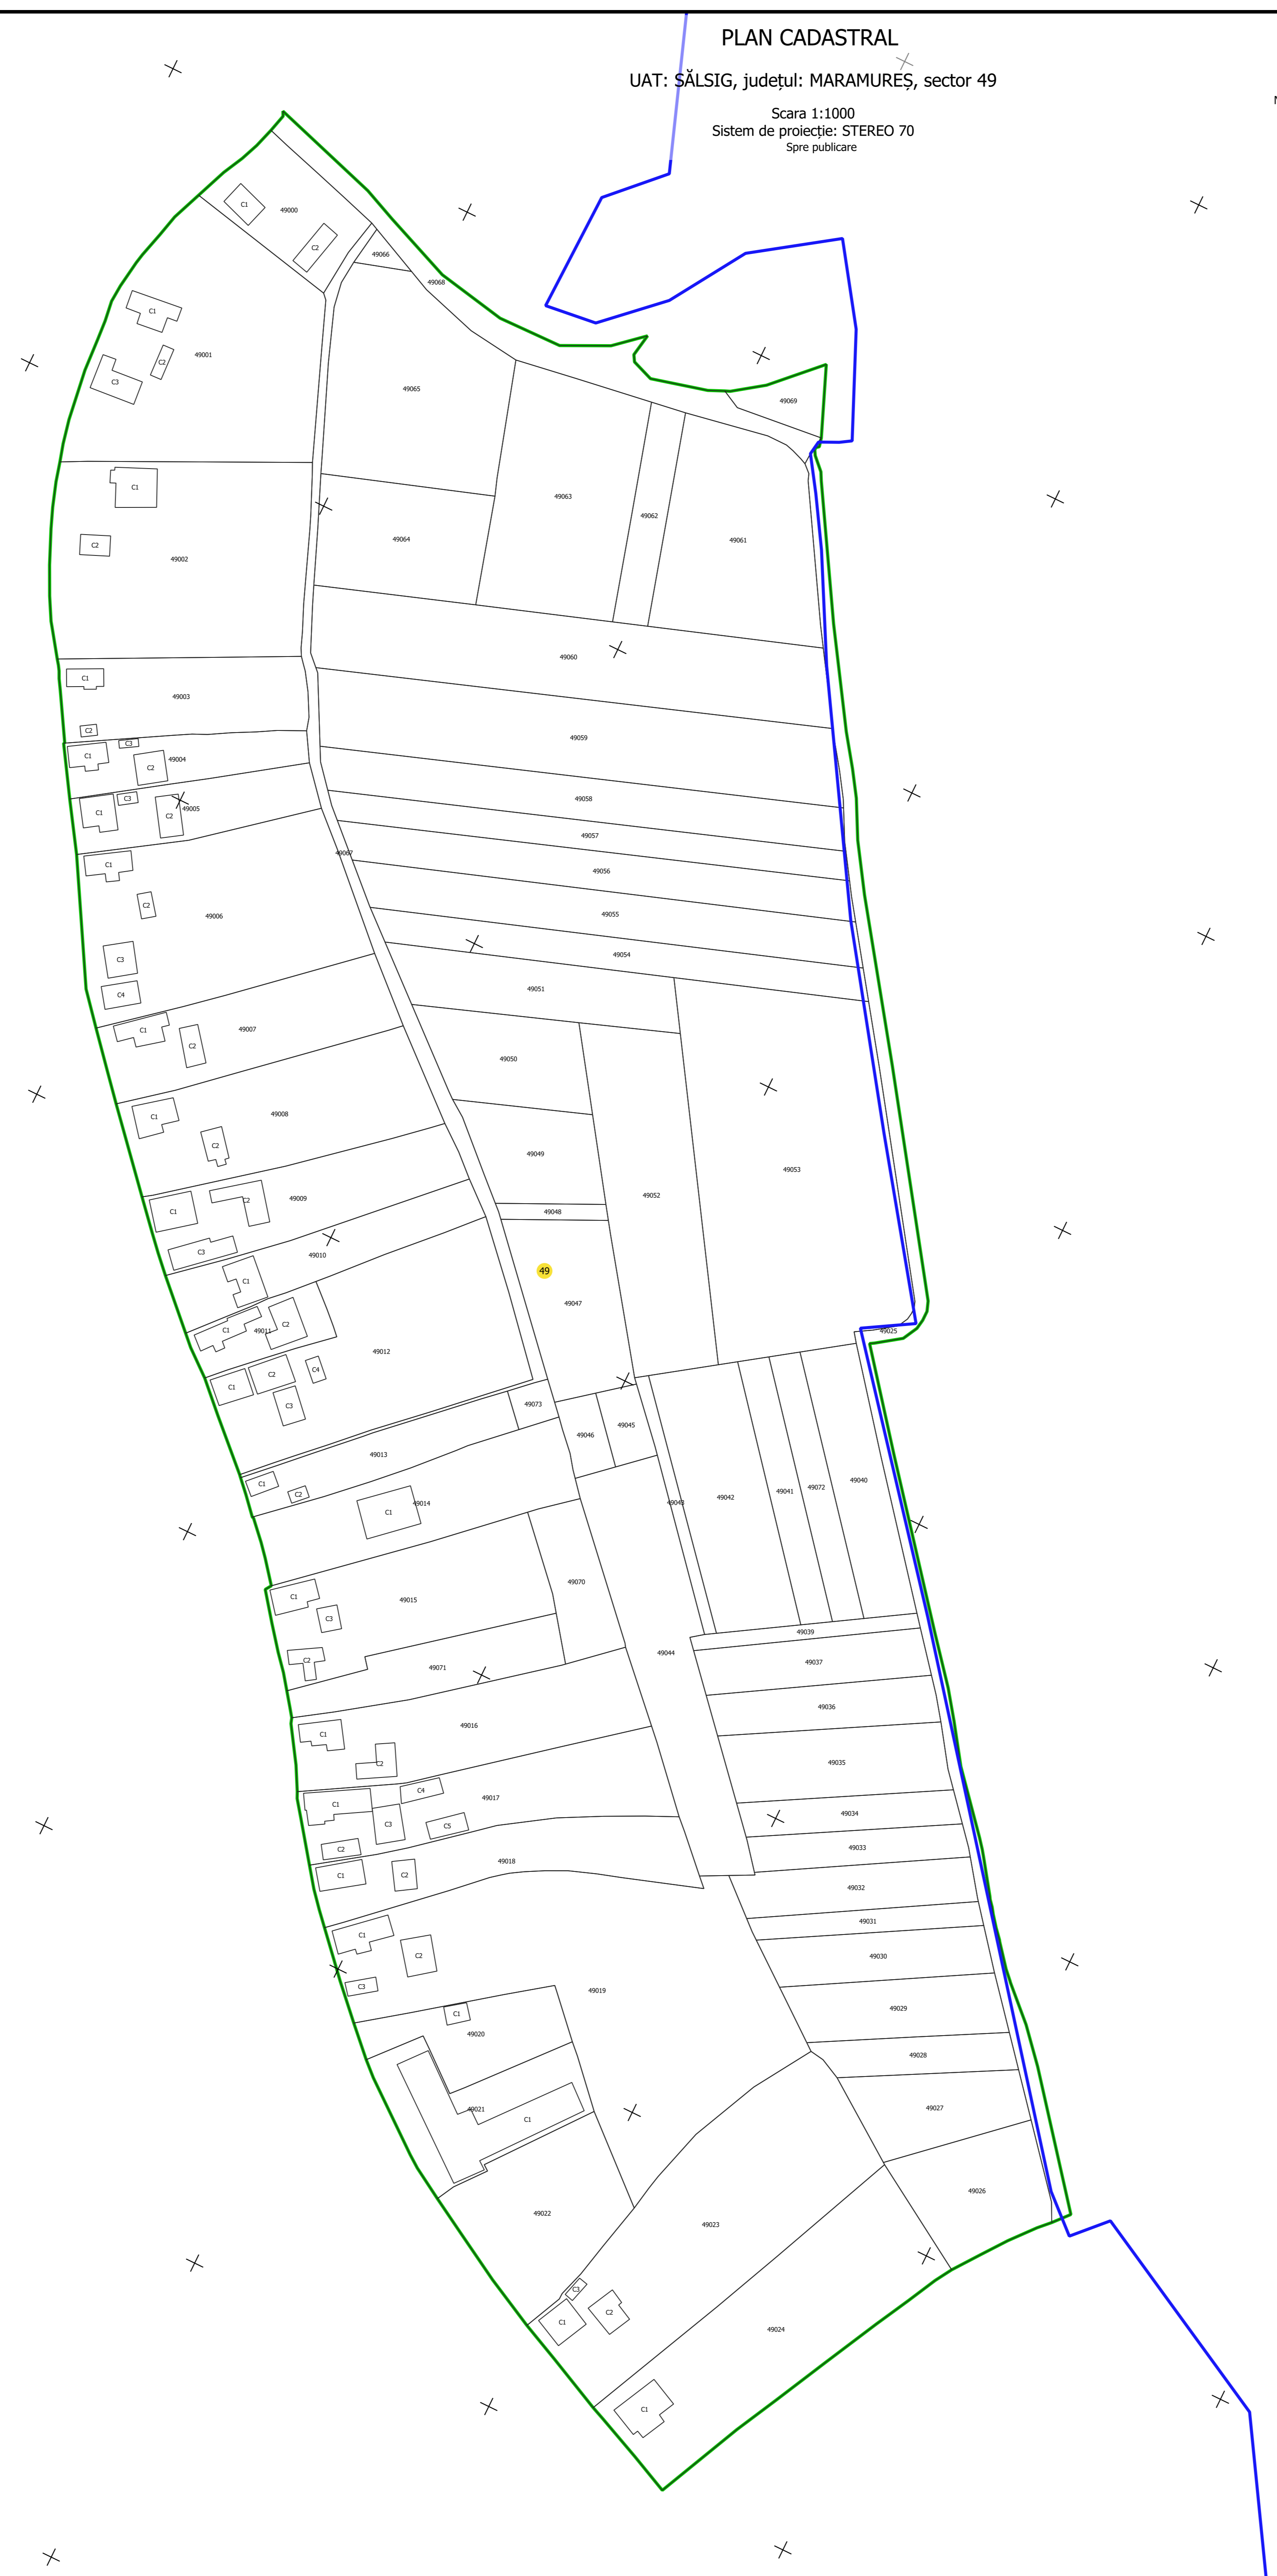 PLAN CADASTRAL
UAT: SĂLSIG, județul: MARAMUREȘ, sector 49
Scara 1:1000
Sistem de proiecție: STEREO 70
Spre publicare
C1
49000
C2
49066
49068
C1
49001
C2
C3
49065
49069
C1
49063
49062
49061
49064
C2
49002
49060
C1
49003
C2
49059
C3
C1
49004
C2
C3
49058
C1
49005
C2
49057
49067
C1
49056
C2
49006
49055
C3
49054
C4
49051
C1
49007
C2
49050
C1
49008
C2
49049
49053
49052
C1
C2
49009
49048
C3
49010
49
C1
49047
C1
49011
C2
49025
49012
C4
C1
C2
C3
49073
49045
49046
49013
C1
C2
49014
C1
49043
49042
49041
49072
49040
49070
C1
49015
C3
49039
49044
C2
49071
49037
49036
C1
49016
C2
49035
C4
49017
C1
C3
C5
49034
C2
49033
49018
C1
C2
49032
49031
C1
C2
49030
C3
49019
49029
C1
49020
49028
49021
C1
49027
49026
49022
49023
C3
C1
C2
49024
C1